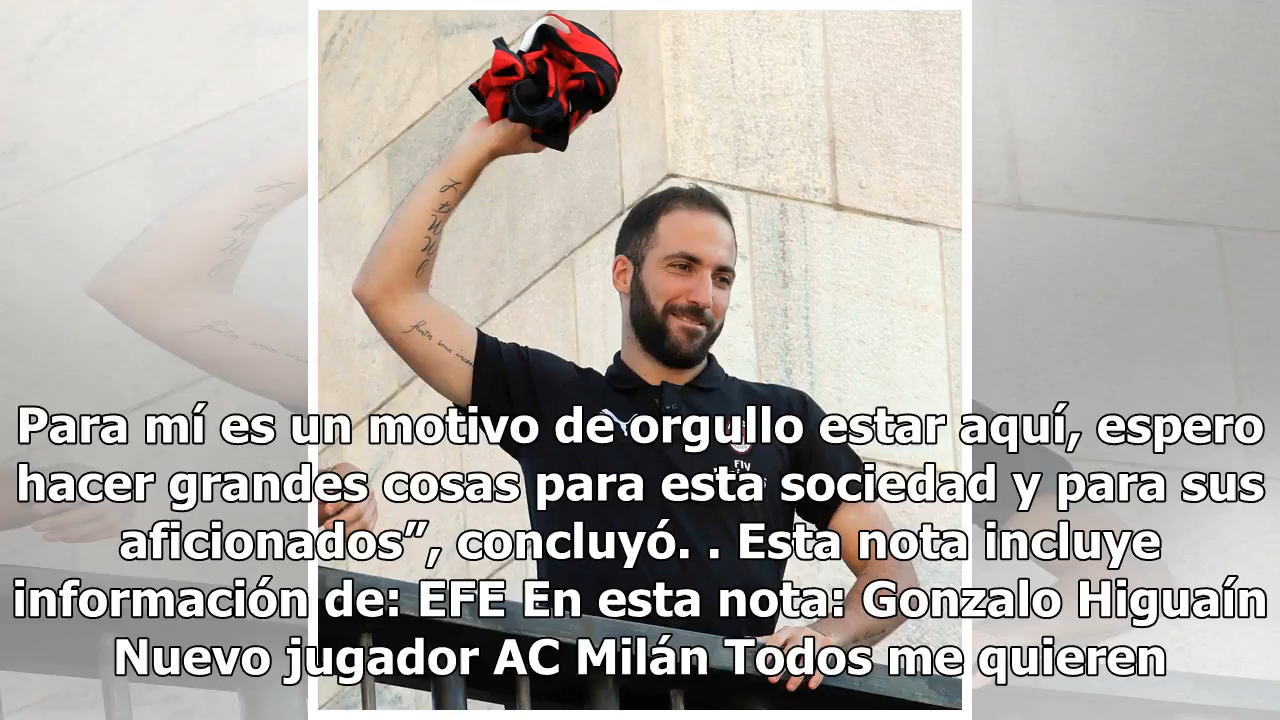 Para mí es un motivo de orgullo estar aquí, espero
hacer grandes cosas para esta sociedad y para sus
aficionados”, concluyó. . Esta nota incluye
información de: EFE En esta nota: Gonzalo Higuaín
Nuevo jugador AC Milán Todos me quieren
Fly